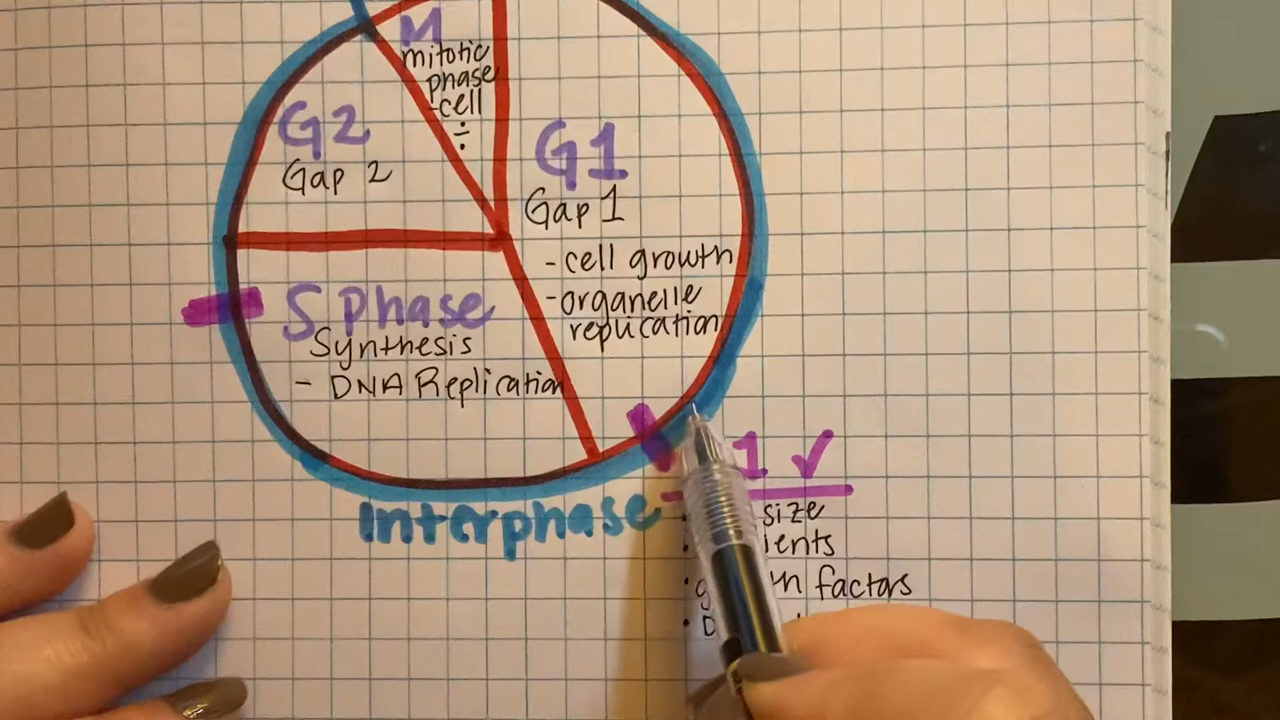 M
mitotic
phase
-cell
÷
G2
Gap 2
G1
Gap 1
- cell growth
- organelle
replication
S Phase
Synthesis
- DNA Replication
Interphase
1 ✓
size
factors